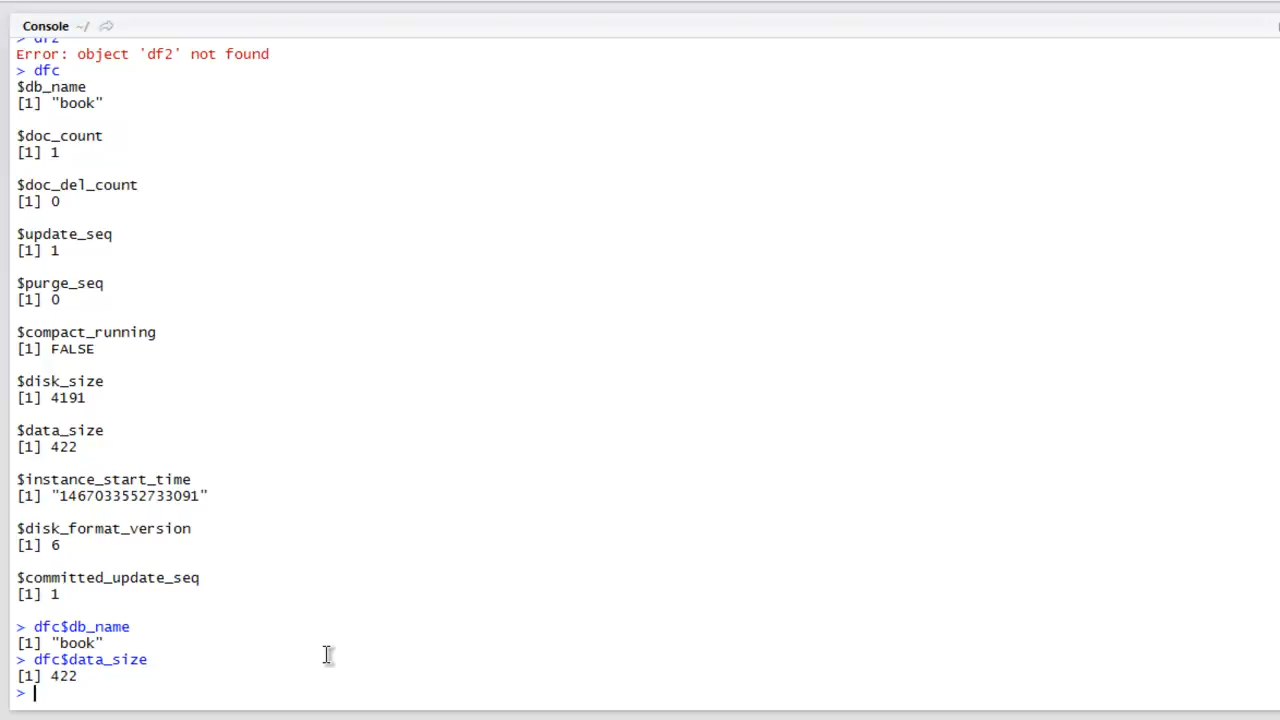 Console ~/
> df2
Error: object 'df2' not found
> dfc
$db_name
[1] "book"
$doc_count
[1] 1
$doc_del_count
[1] 0
$update_seq
[1] 1
$purge_seq
[1] 0
$compact_running
[1] FALSE
$disk_size
[1] 4191
$data_size
[1] 422
$instance_start_time
[1] "1467033552733091"
$disk_format_version
[1] 6
$committed_update_seq
[1] 1
> dfc$db_name
[1] "book"
> dfc$data_size
[1] 422
>